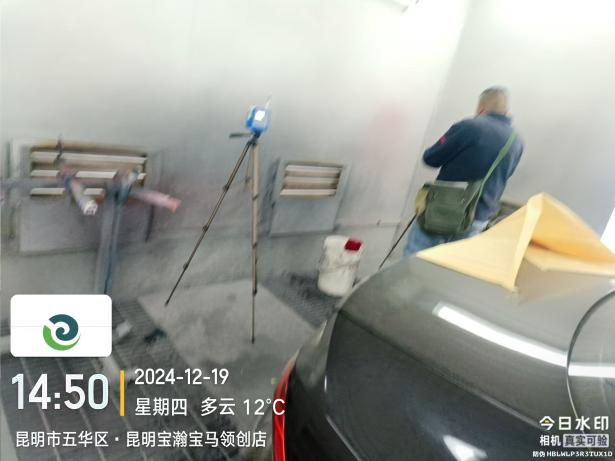 14:50
2024-12-19
星期四 多云 12°C
昆明市五华区·昆明宝瀚宝马领创店
今日水印
相机 真实可验
防伪 HBLWLP3R3TUX1D